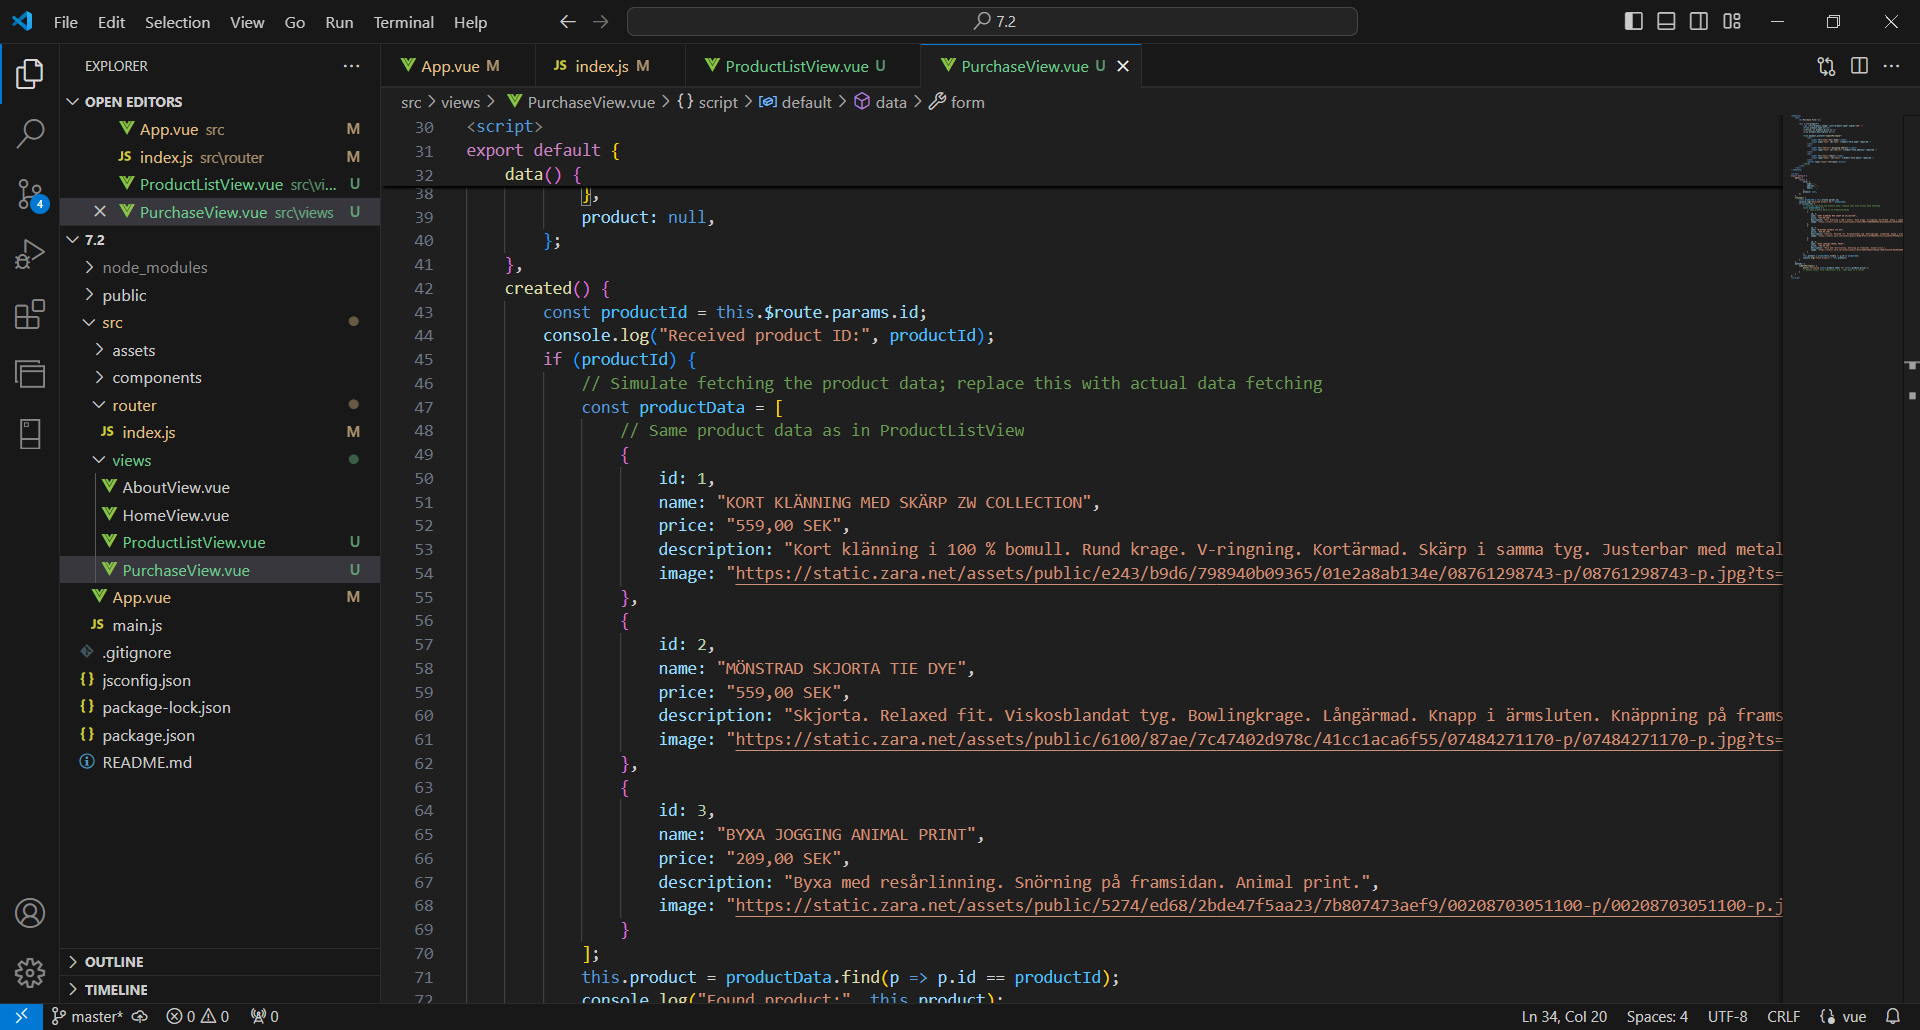 File Edit Selection View Go Run Terminal Help
7.2
EXPLORER
OPEN EDITORS
App.vue src M
JS index.js src\router M
ProductListView.vue src\vi... U
PurchaseView.vue src\views U
7.2
node_modules
public
src
assets
components
router
JS index.js M
views
AboutView.vue
HomeView.vue
ProductListView.vue U
PurchaseView.vue U
App.vue M
JS main.js
.gitignore
{} jsconfig.json
{} package-lock.json
{} package.json
README.md
OUTLINE
TIMELINE
4
App.vue M JS index.js M ProductListView.vue U PurchaseView.vue U
src > views > PurchaseView.vue > {} script > default > data > form
30 <script>
31 export default {
32 data() {
38 },
39 product: null,
40 };
41 },
42 created() {
43 const productId = this.$route.params.id;
44 console.log("Received product ID:", productId);
45 if (productId) {
46 // Simulate fetching the product data; replace this with actual data fetching
47 const productData = [
48 // Same product data as in ProductListView
49 {
50 id: 1,
51 name: "KORT KLÄNNING MED SKÄRP ZW COLLECTION",
52 price: "559,00 SEK",
53 description: "Kort klänning i 100 % bomull. Rund krage. V-ringning. Kortärmad. Skärp i samma tyg. Justerbar med metal
54 image: "https://static.zara.net/assets/public/e243/b9d6/798940b09365/01e2a8ab134e/08761298743-p/08761298743-p.jpg?ts=
55 },
56 {
57 id: 2,
58 name: "MÖNSTRAD SKJORTA TIE DYE",
59 price: "559,00 SEK",
60 description: "Skjorta. Relaxed fit. Viskosblandat tyg. Bowlingkrage. Långärmad. Knapp i ärmsluten. Knäppning på frams
61 image: "https://static.zara.net/assets/public/6100/87ae/7c47402d978c/41cc1aca6f55/07484271170-p/07484271170-p.jpg?ts=
62 },
63 {
64 id: 3,
65 name: "BYXA JOGGING ANIMAL PRINT",
66 price: "209,00 SEK",
67 description: "Byxa med resårlinning. Snörning på framsidan. Animal print.",
68 image: "https://static.zara.net/assets/public/5274/ed68/2bde47f5aa23/7b807473aef9/00208703051100-p/00208703051100-p.j
69 }
70 ];
71 this.product = productData.find(p => p.id == productId);
72 console.log("Found product:", this.product);
master* 0 0 0 Ln 34, Col 20 Spaces: 4 UTF-8 CRLF vue